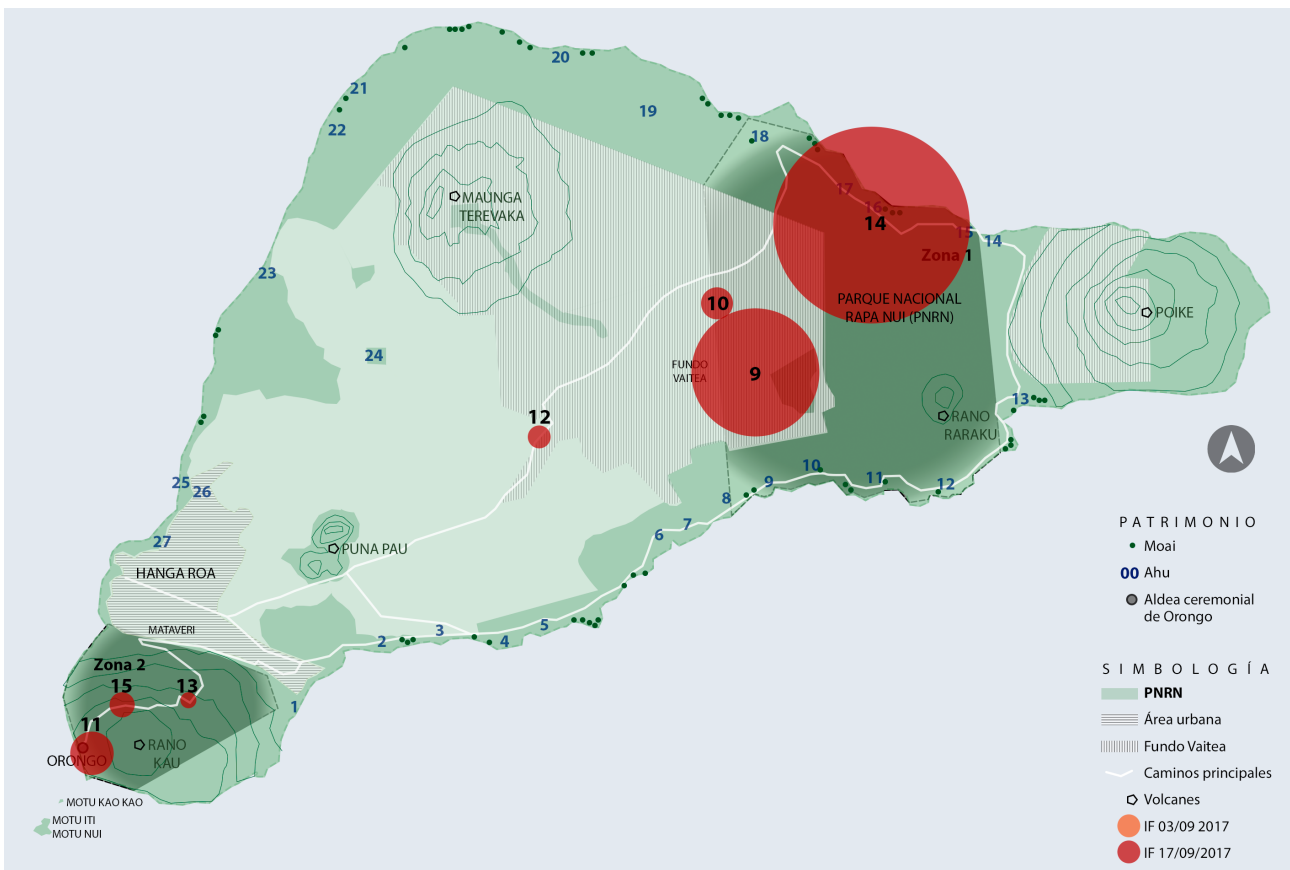 20
21
19
22
18
17
MAUNGA
TEREVAKA
16
14
15
14
Zona 1
23
10
PARQUE NACIONAL
RAPA NUI (PNRN)
POIKE
24
FUNDO
VAITEA
9
13
12
RANO
RARAKU
10
11
12
9
8
25
26
7
6
27
PUNA PAU
HANGA ROA
MATAVERI
5
3
2
4
Zona 2
15
13
1
11
RANO
KAU
ORONGO
MOTU KAO KAO
MOTU ITI
MOTU NUI
PATRIMONIO
Moai
00 Ahu
Aldea ceremonial
de Orongo
SIMBOLOGÍA
PNRN
Área urbana
Fundo Vaitea
Caminos principales
Volcanes
IF 03/09 2017
IF 17/09/2017